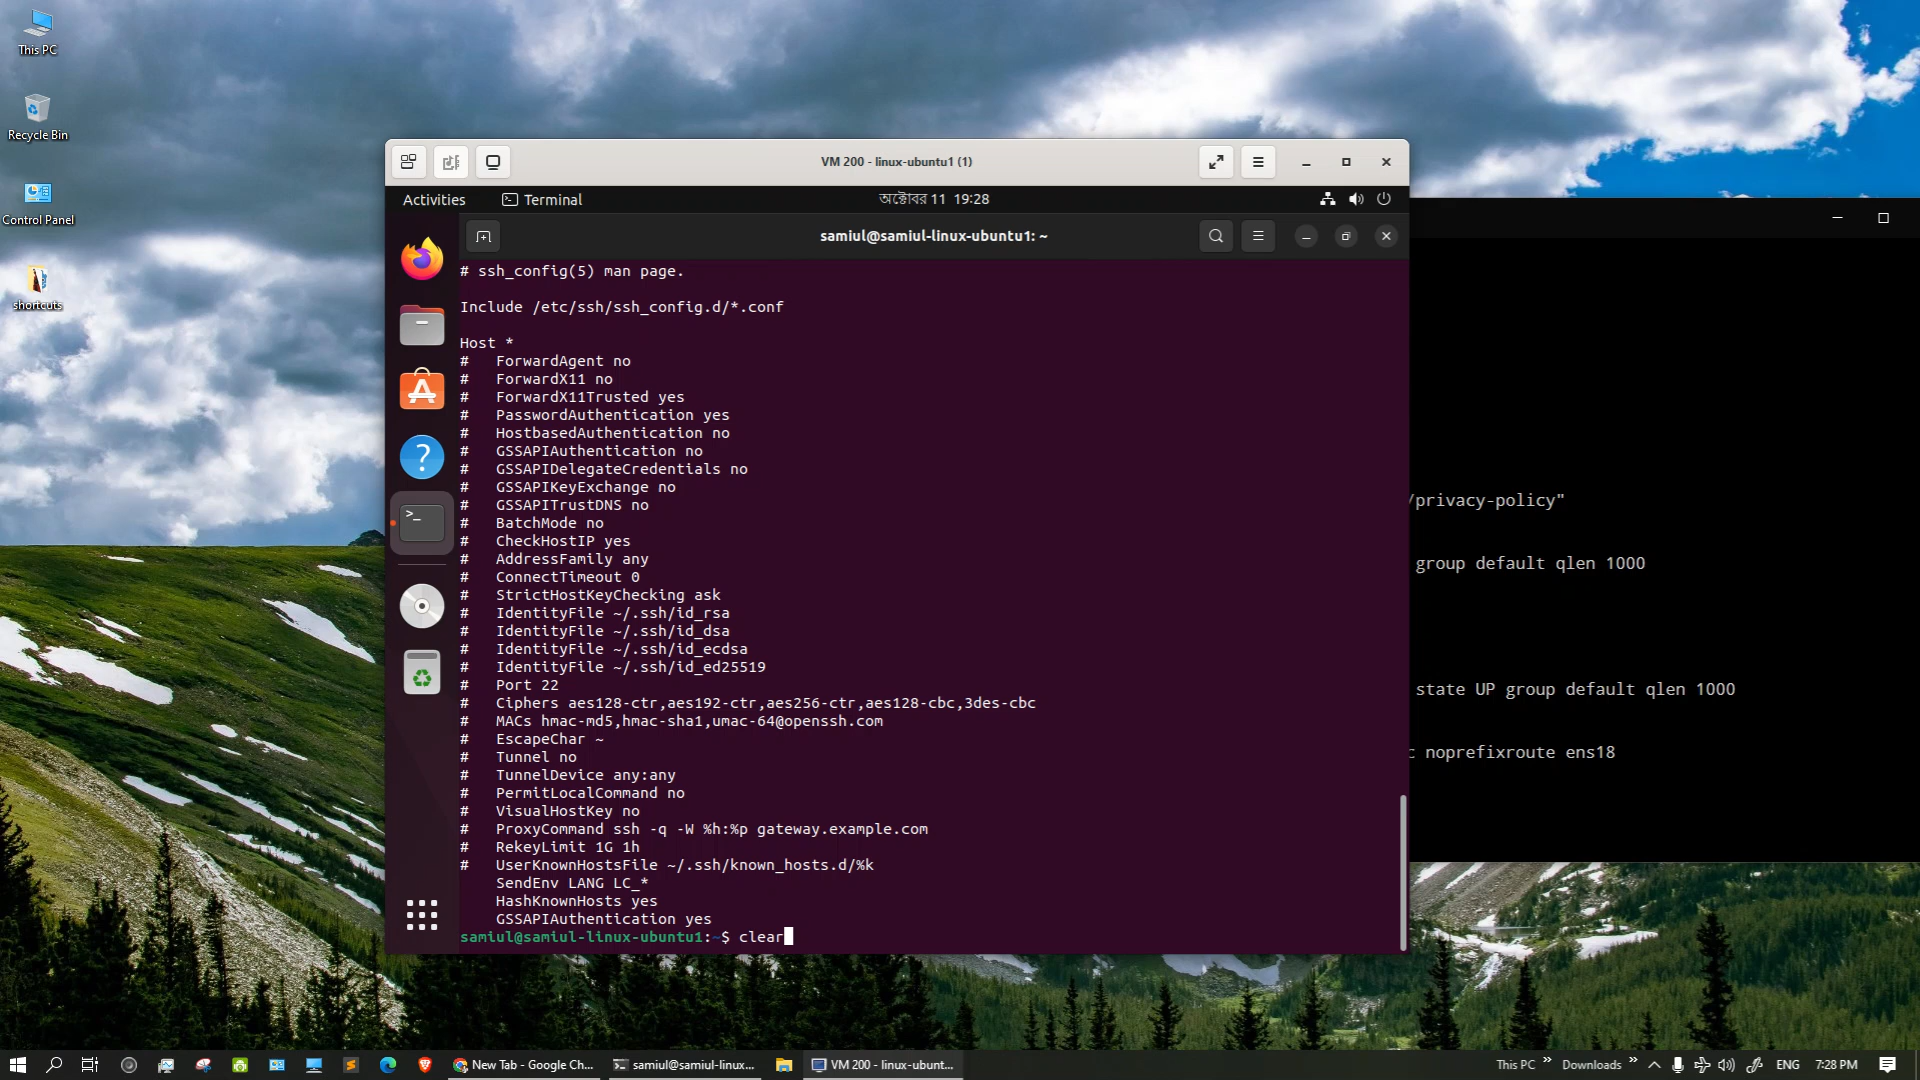 This PC
Recycle Bin
Control Panel
shortcuts
VM 200 - linux-ubuntu1 (1)
Activities
Terminal
অক্টোবর 11 19:28
samiul@samiul-linux-ubuntu1: ~
# ssh_config(5) man page.
Include /etc/ssh/ssh_config.d/*.conf
Host *
#   ForwardAgent no
#   ForwardX11 no
#   ForwardX11Trusted yes
#   PasswordAuthentication yes
#   HostbasedAuthentication no
#   GSSAPIAuthentication no
#   GSSAPIDelegateCredentials no
#   GSSAPIKeyExchange no
#   GSSAPITrustDNS no
#   BatchMode no
#   CheckHostIP yes
#   AddressFamily any
#   ConnectTimeout 0
#   StrictHostKeyChecking ask
#   IdentityFile ~/.ssh/id_rsa
#   IdentityFile ~/.ssh/id_dsa
#   IdentityFile ~/.ssh/id_ecdsa
#   IdentityFile ~/.ssh/id_ed25519
#   Port 22
#   Ciphers aes128-ctr,aes192-ctr,aes256-ctr,aes128-cbc,3des-cbc
#   MACs hmac-md5,hmac-sha1,umac-64@openssh.com
#   EscapeChar ~
#   Tunnel no
#   TunnelDevice any:any
#   PermitLocalCommand no
#   VisualHostKey no
#   ProxyCommand ssh -q -W %h:%p gateway.example.com
#   RekeyLimit 1G 1h
#   UserKnownHostsFile ~/.ssh/known_hosts.d/%k
    SendEnv LANG LC_*
    HashKnownHosts yes
    GSSAPIAuthentication yes
samiul@samiul-linux-ubuntu1:~$ clear
/privacy-policy"
group default qlen 1000
state UP group default qlen 1000
c noprefixroute ens18
New Tab - Google Ch...
samiul@samiul-linux...
VM 200 - linux-ubunt...
This PC
Downloads
ENG
7:28 PM